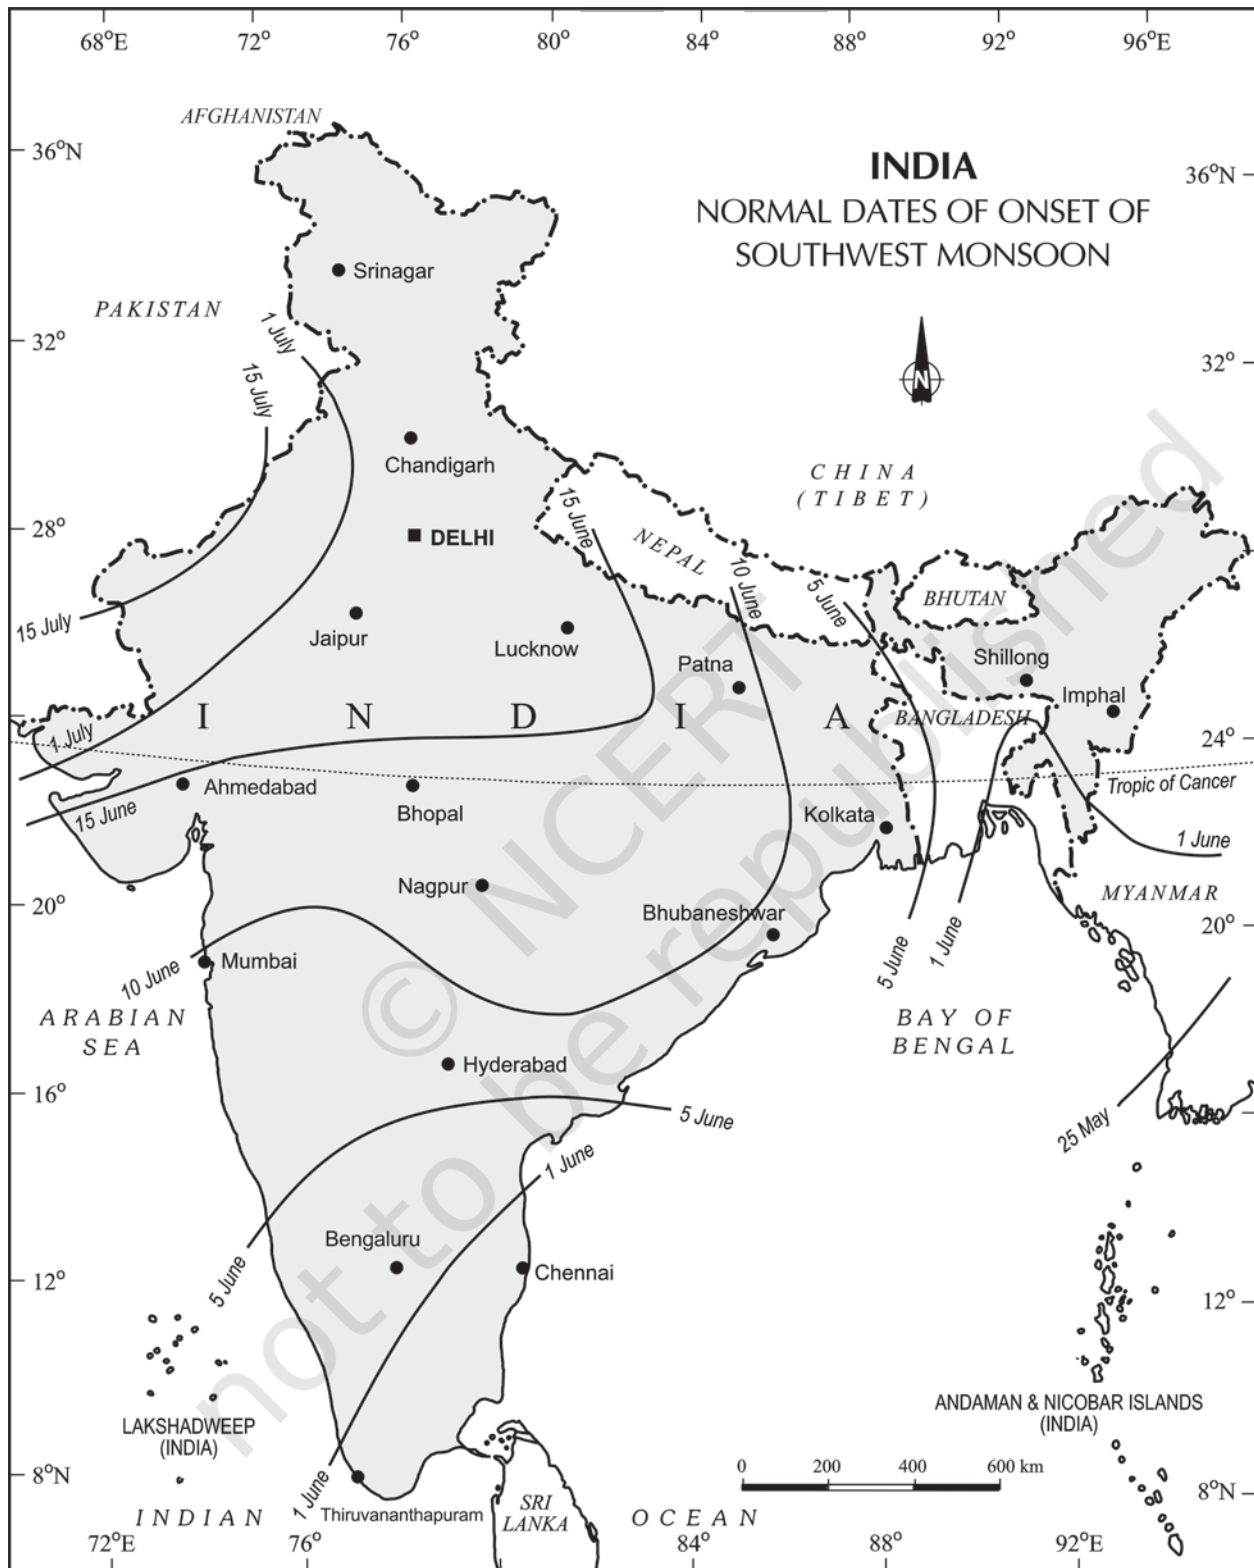 68°E 72° 76° 80° 84° 88° 92° 96°E
AFGHANISTAN
36°N
INDIA
36°N
NORMAL DATES OF ONSET OF
SOUTHWEST MONSOON
Srinagar
PAKISTAN
1 July
32°
32°
15 July
N
Chandigarh
CHINA
(TIBET)
15 June
28°
DELHI
NEPAL
10 June
5 June
BHUTAN
15 July
Jaipur
Lucknow
Patna
Shillong
Imphal
I N D I A
BANGLADESH
1 July
24°
Ahmedabad
Bhopal
Tropic of Cancer
15 June
Kolkata
1 June
Nagpur
MYANMAR
20°
Bhubaneshwar
20°
10 June
Mumbai
5 June
1 June
ARABIAN
SEA
BAY OF
BENGAL
Hyderabad
16°
5 June
25 May
1 June
Bengaluru
Chennai
5 June
12°
12°
LAKSHADWEEP
(INDIA)
ANDAMAN & NICOBAR ISLANDS
(INDIA)
8°N
1 June
0 200 400 600 km
8°N
Thiruvananthapuram
SRI
LANKA
INDIAN OCEAN
72°E 76° 80° 84° 88° 92°E
© NCERT
not to be republished